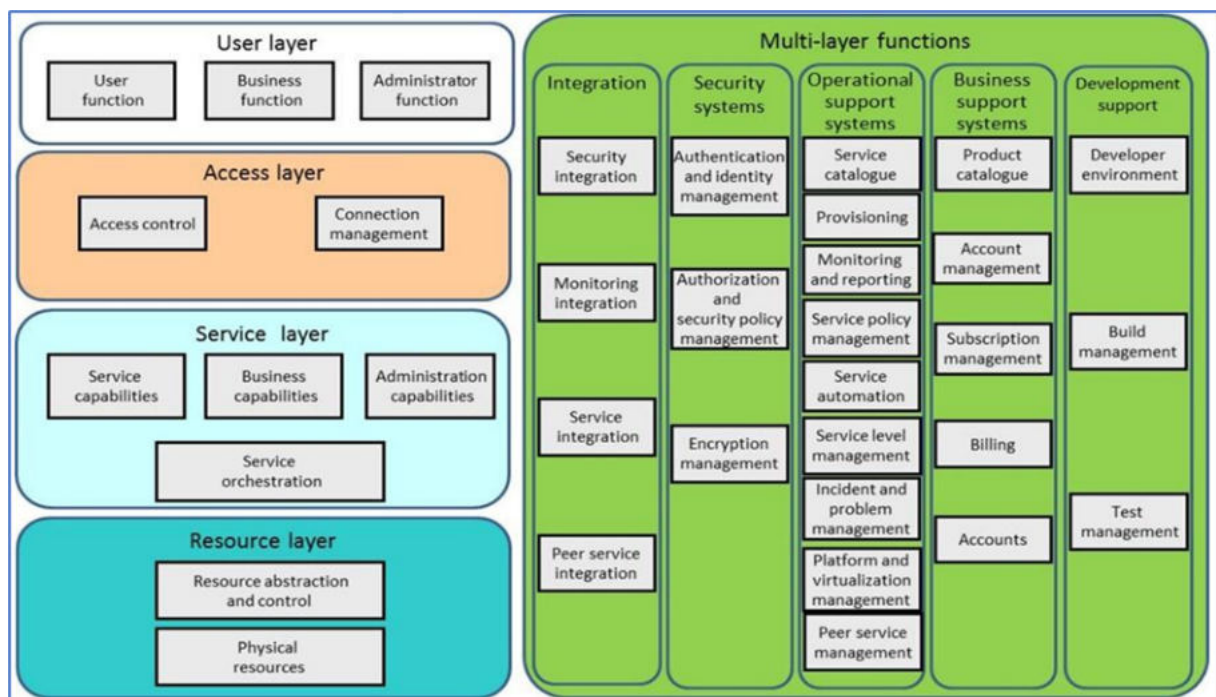 User layer
User
function
Business
function
Administrator
function
Access layer
Access control
Connection
management
Service layer
Service
capabilities
Business
capabilities
Administration
capabilities
Service
orchestration
Resource layer
Resource abstraction
and control
Physical
resources
Multi-layer functions
Integration
Security
integration
Monitoring
integration
Service
integration
Peer service
integration
Security
systems
Authentication
and identity
management
Authorization
and
security policy
management
Encryption
management
Operational
support
systems
Service
catalogue
Provisioning
Monitoring
and reporting
Service policy
management
Service
automation
Service level
management
Incident and
problem
management
Platform and
virtualization
management
Peer service
management
Business
support
systems
Product
catalogue
Account
management
Subscription
management
Billing
Accounts
Development
support
Developer
environment
Build
management
Test
management